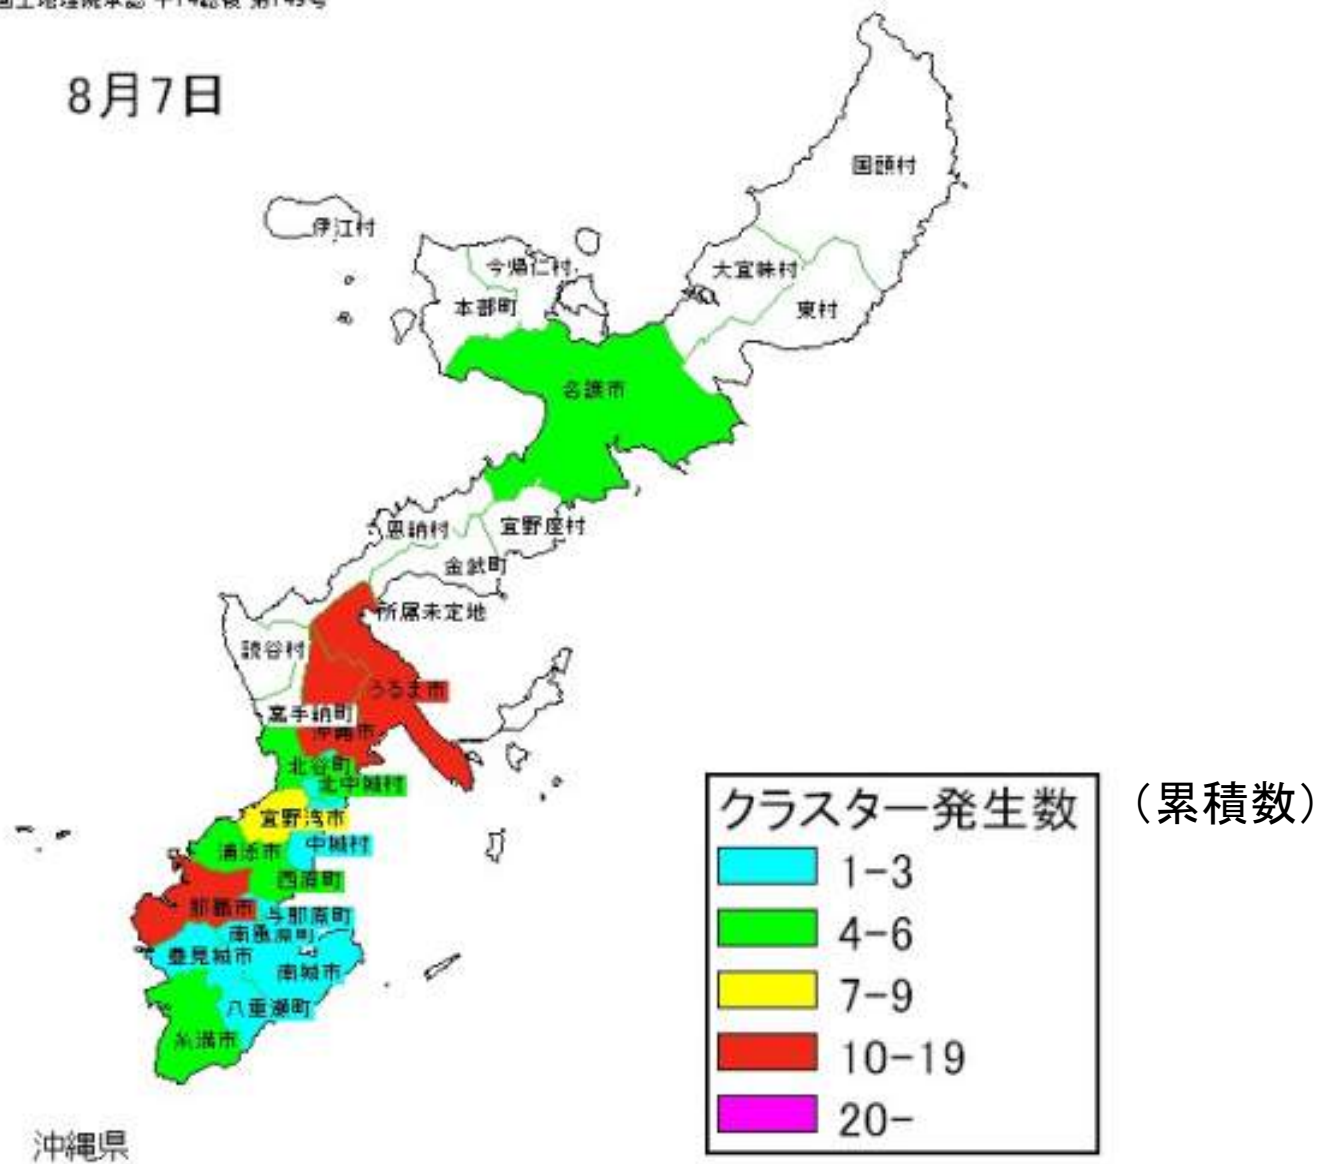 8月7日
国頭村
伊江村
今帰仁村
大宜味村
本部町
東村
名護市
恩納村
宜野座村
金武町
所属未定地
読谷村
うるま市
嘉手納町
沖縄市
北谷町
北中城村
宜野湾市
中城村
浦添市
西原町
那覇市
与那原町
南風原町
豊見城市
南城市
八重瀬町
糸満市
クラスター発生数
（累積数）
1-3
4-6
7-9
10-19
20-
沖縄県